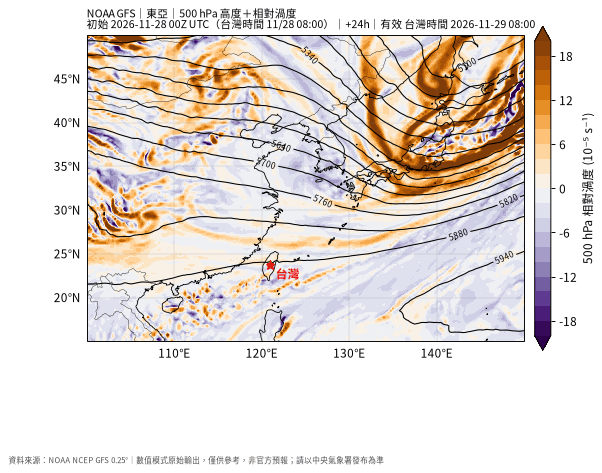 NOAA GFS｜東亞｜500 hPa 高度＋相對渦度
初始 2026-11-28 00Z UTC（台灣時間 11/28 08:00）｜+24h｜有效 台灣時間 2026-11-29 08:00
45°N
40°N
35°N
30°N
25°N
20°N
110°E
120°E
130°E
140°E
5340
5100
5640
5700
5760
5820
5880
5940
台灣
18
12
6
0
-6
-12
-18
500 hPa 相對渦度 (10⁻⁵ s⁻¹)
資料來源：NOAA NCEP GFS 0.25°｜數值模式原始輸出，僅供參考，非官方預報；請以中央氣象署發布為準